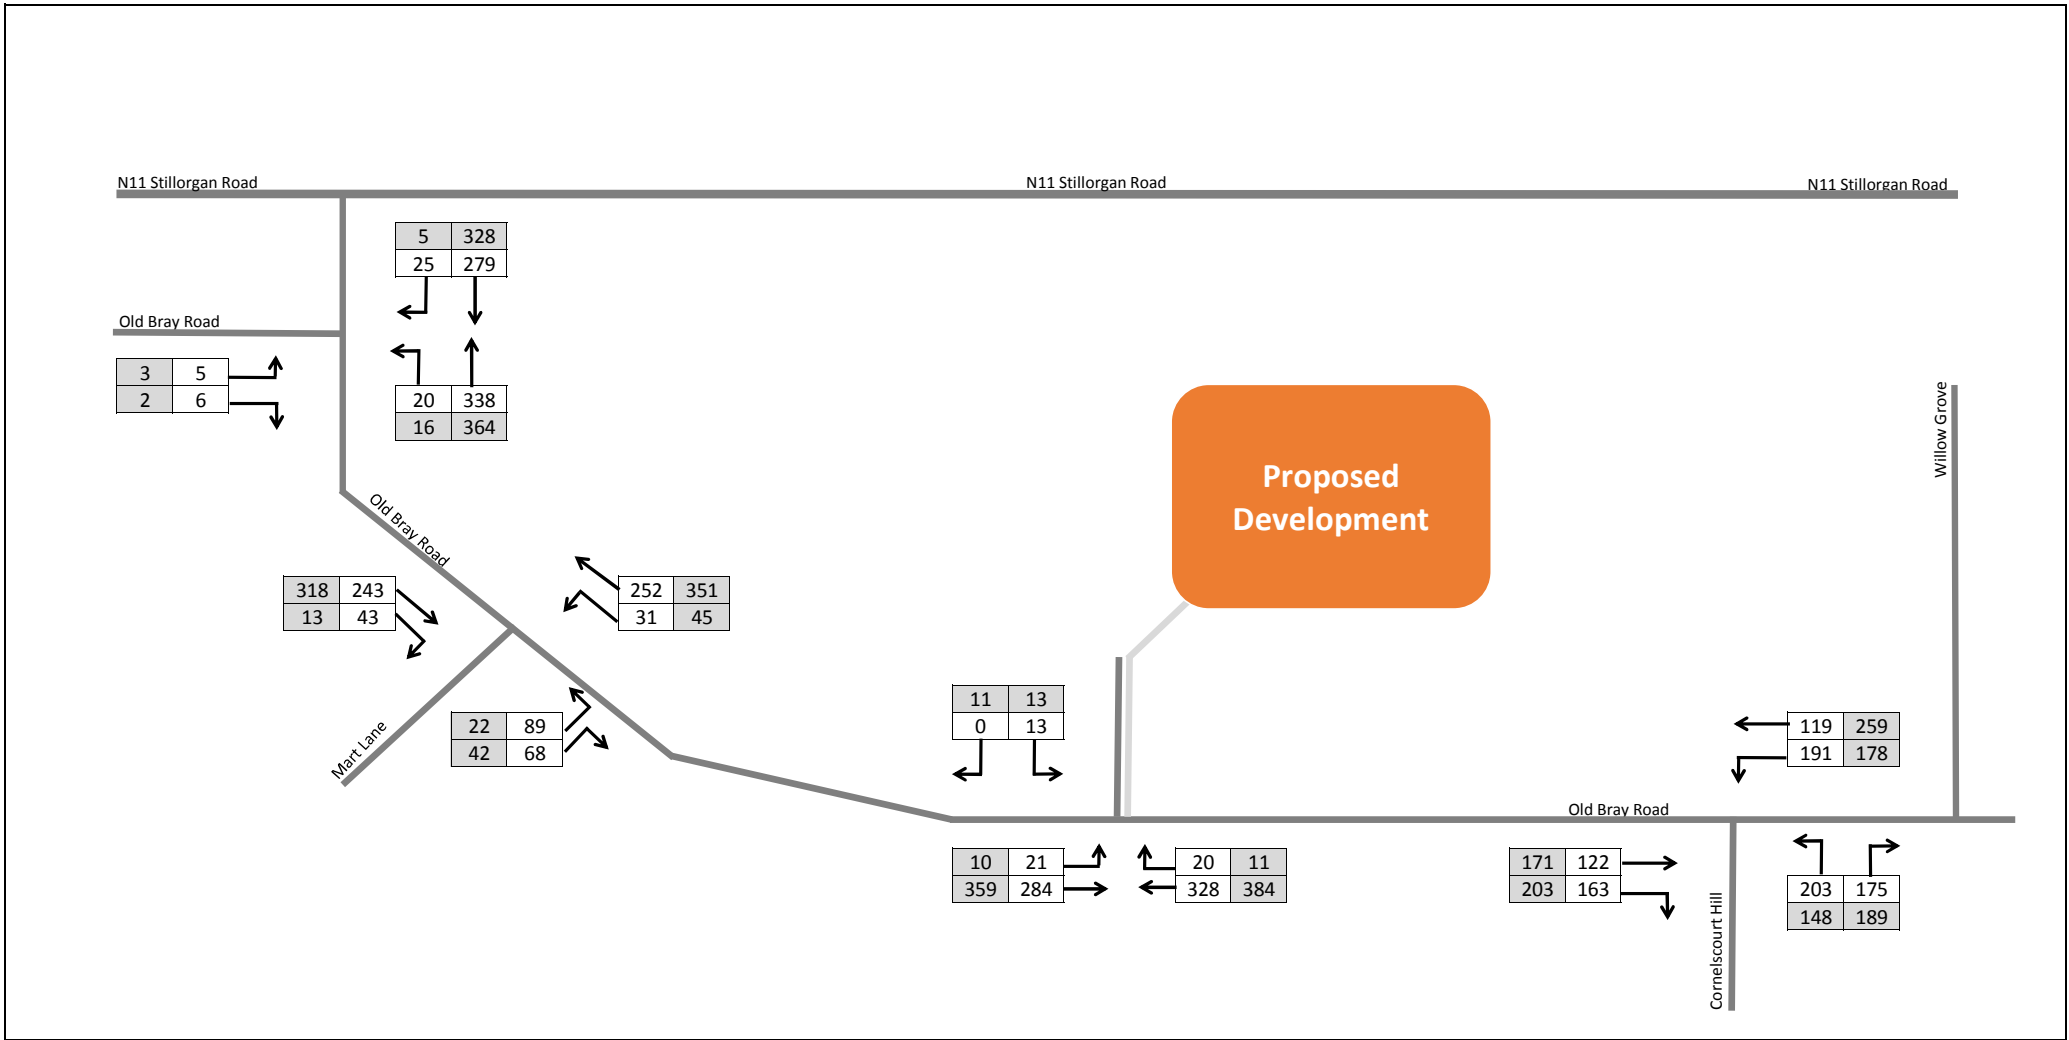 N11 Stillorgan Road
N11 Stillorgan Road
N11 Stillorgan Road
5 328
25 279
Old Bray Road
3 5
2 6
20 338
16 364
Proposed
Development
Willow Grove
Old Bray Road
318 243
13 43
252 351
31 45
22 89
42 68
Mart Lane
11 13
0 13
119 259
191 178
Old Bray Road
10 21
359 284
20 11
328 384
171 122
203 163
203 175
148 189
Cornelscourt Hill